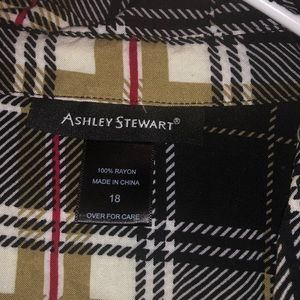 ASHLEY STEWART®
100% RAYON
MADE IN CHINA
18
OVER FOR CARE